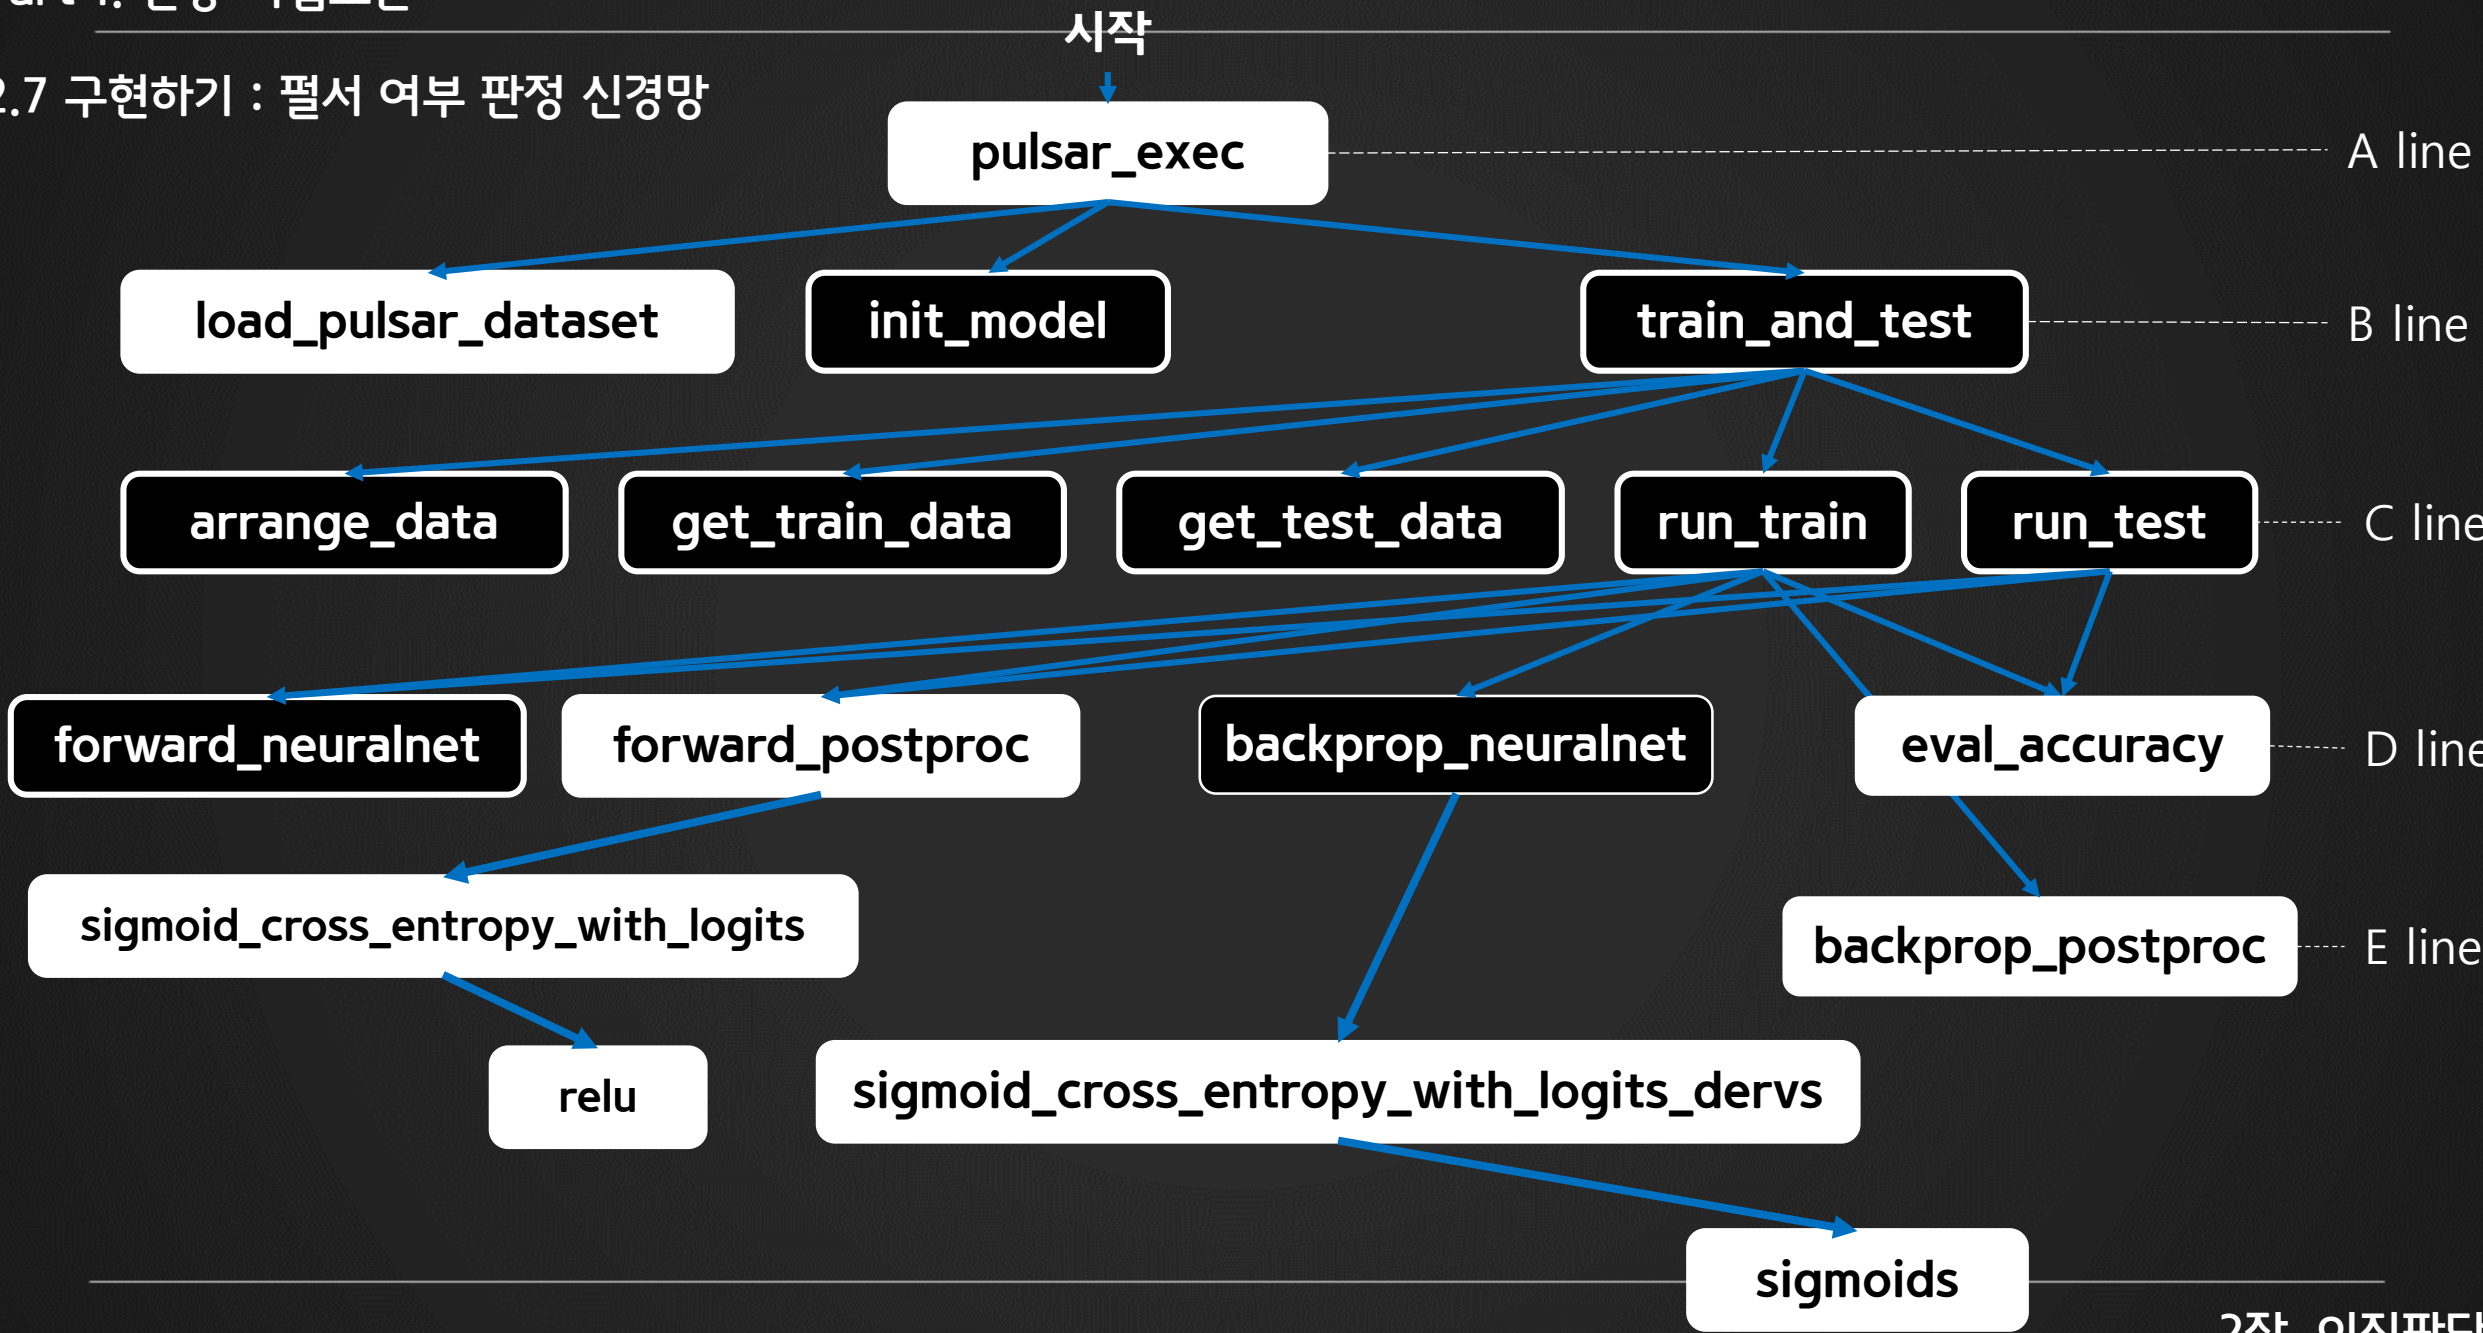 시작
2.7 구현하기 : 펄서 여부 판정 신경망
pulsar_exec
A line
load_pulsar_dataset
init_model
train_and_test
B line
arrange_data
get_train_data
get_test_data
run_train
run_test
C line
forward_neuralnet
forward_postproc
backprop_neuralnet
eval_accuracy
D line
sigmoid_cross_entropy_with_logits
backprop_postproc
E line
relu
sigmoid_cross_entropy_with_logits_dervs
sigmoids
2장